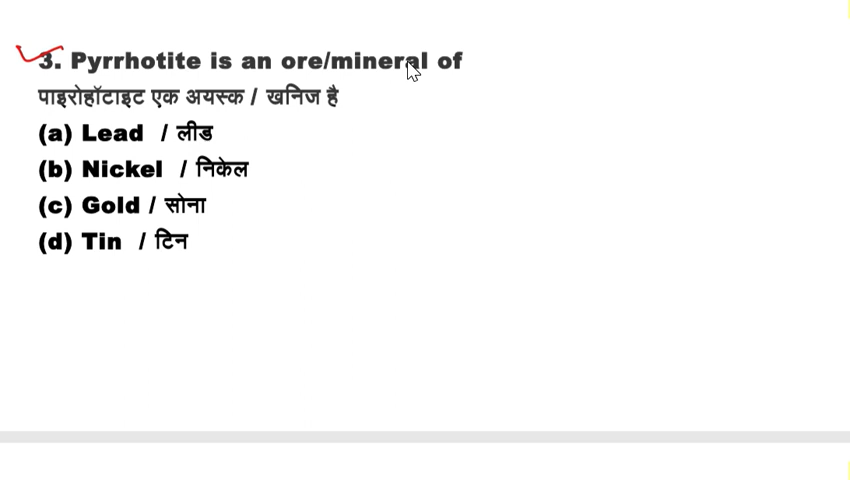 3. Pyrrhotite is an ore/mineral of
पाइरोहॉटाइट एक अयस्क / खनिज है
(a) Lead / लीड
(b) Nickel / निकेल
(c) Gold / सोना
(d) Tin / टिन